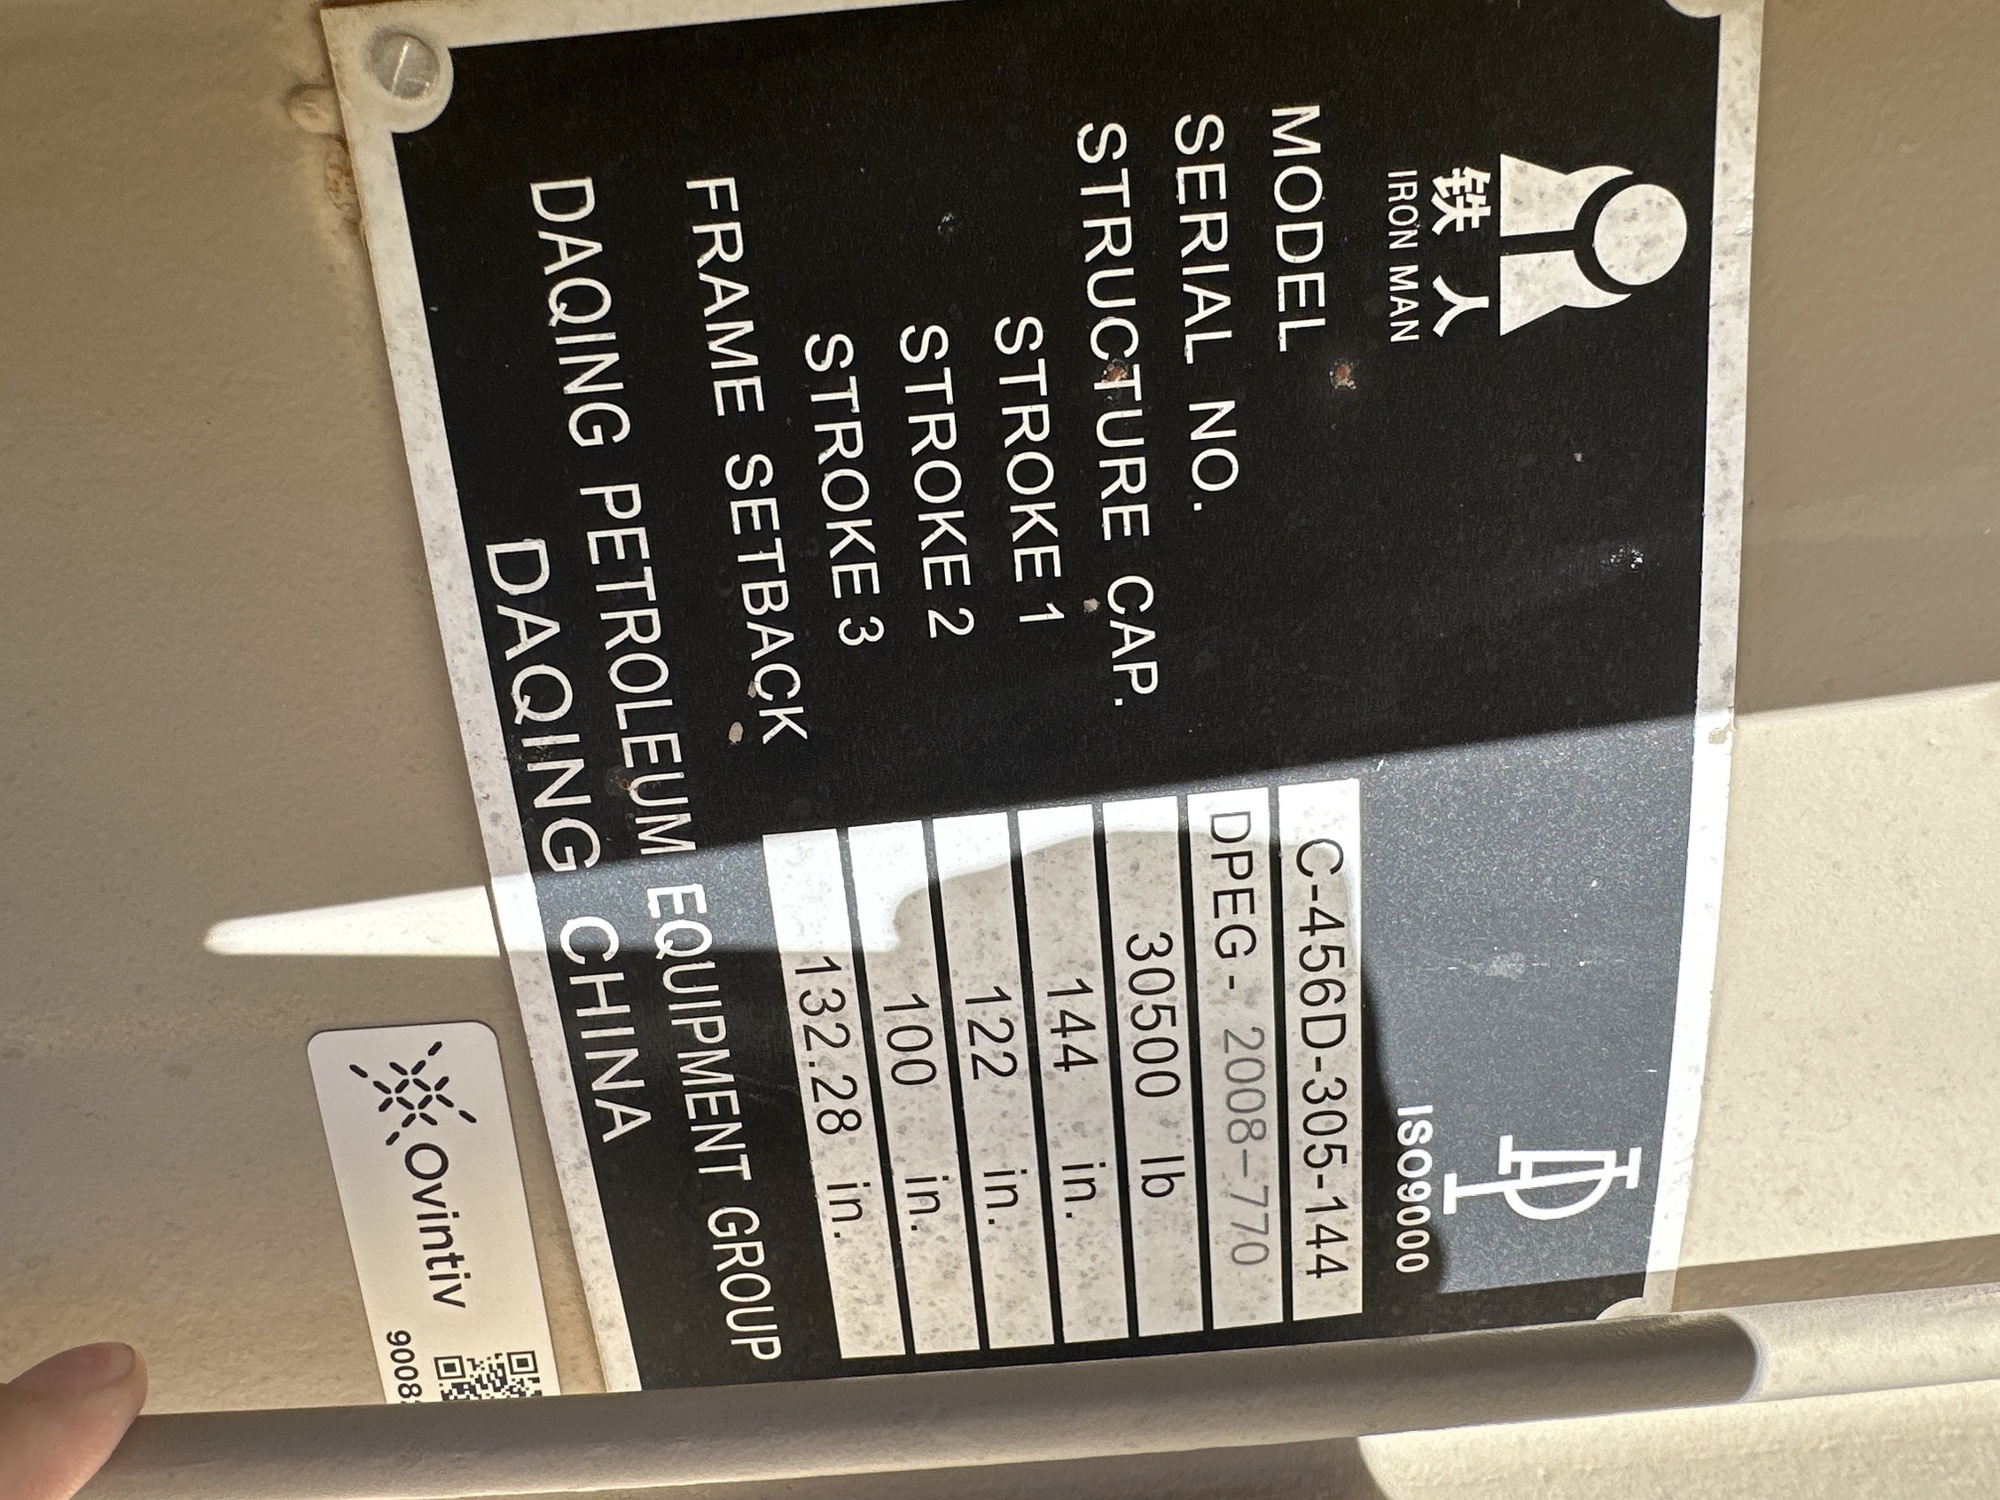 铁人
IRON MAN
ISO9000
MODEL C-456D-305-144
SERIAL NO. DPEG- 2008-770
STRUCTURE CAP. 30500 lb
STROKE 1 144 in.
STROKE 2 122 in.
STROKE 3 100 in.
FRAME SETBACK 132.28 in.
DAQING PETROLEUM EQUIPMENT GROUP
DAQING CHINA
Ovintiv